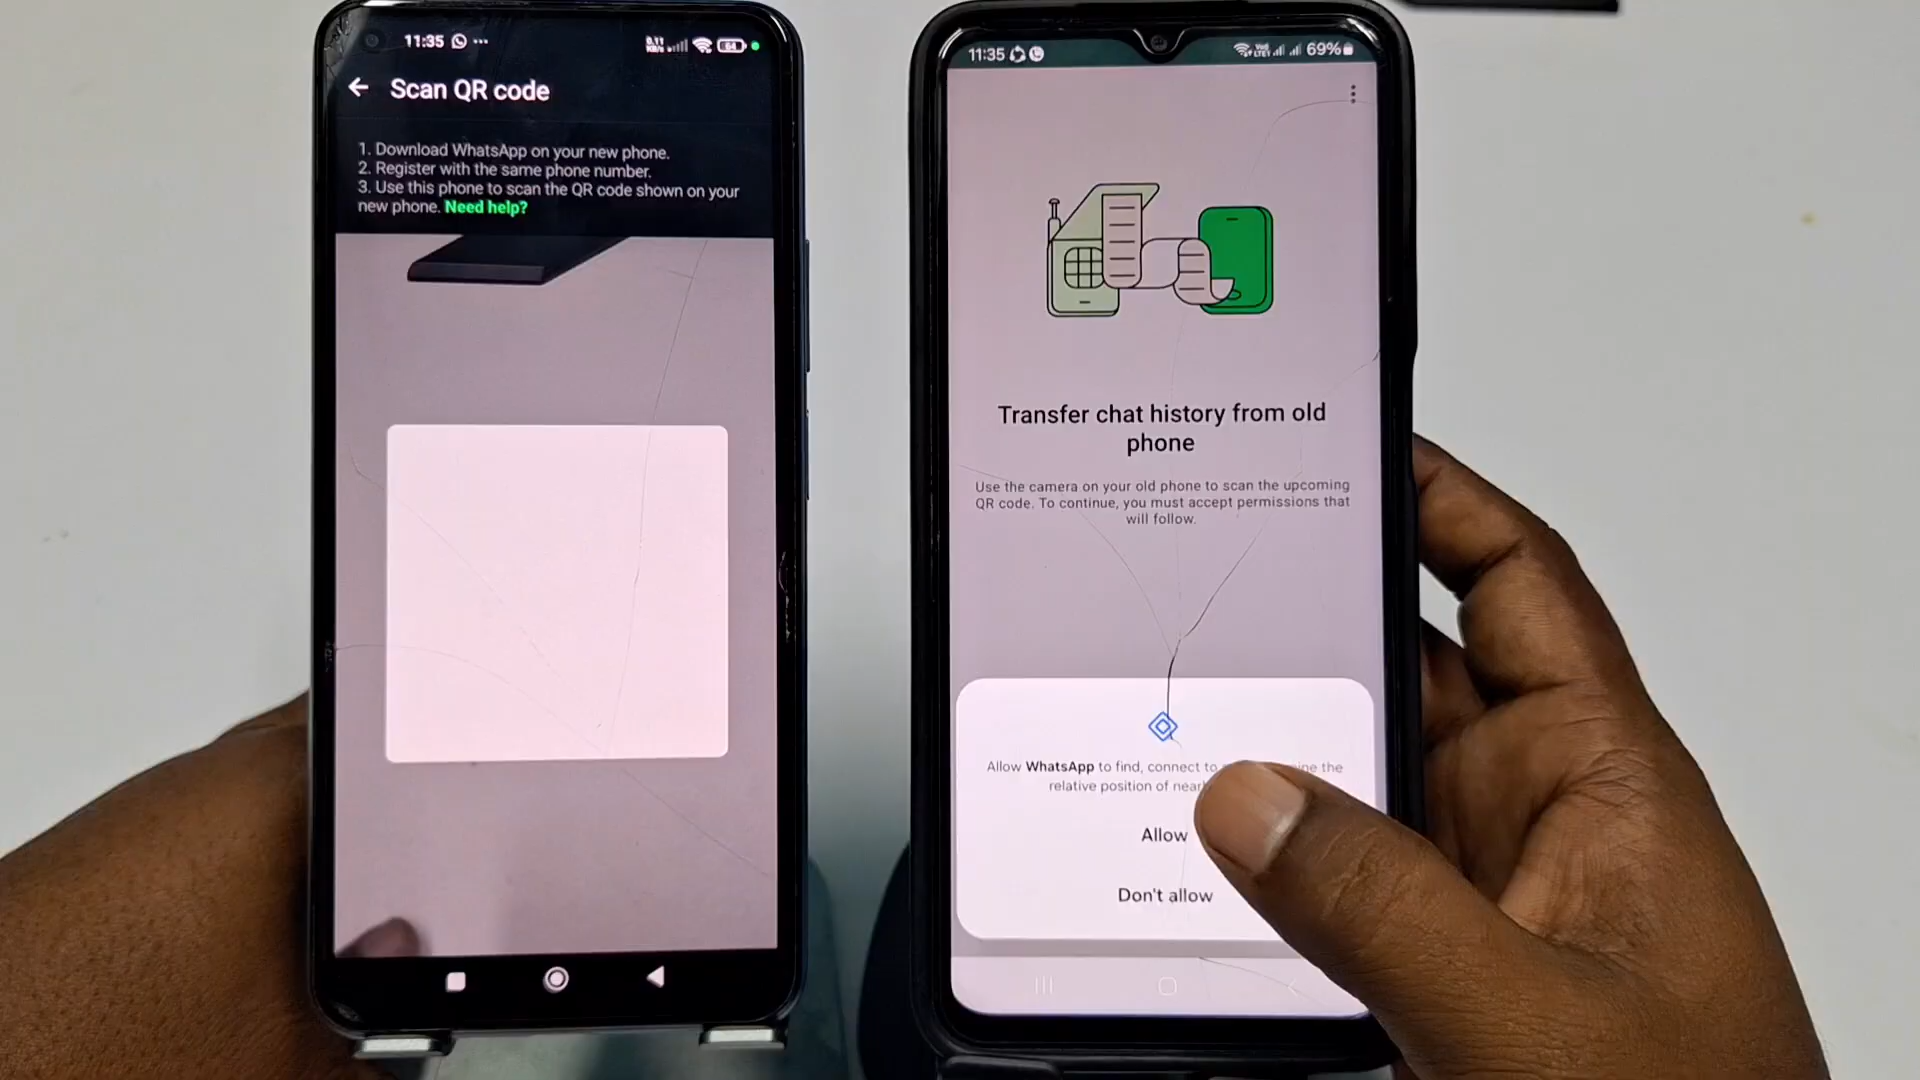 11:35
64
Scan QR code
1. Download WhatsApp on your new phone.
2. Register with the same phone number.
3. Use this phone to scan the QR code shown on your
new phone. Need help?
11:35
69%
Transfer chat history from old
phone
Use the camera on your old phone to scan the upcoming
QR code. To continue, you must accept permissions that
will follow.
Allow WhatsApp to find, connect to the
relative position of
Allow
Don't allow